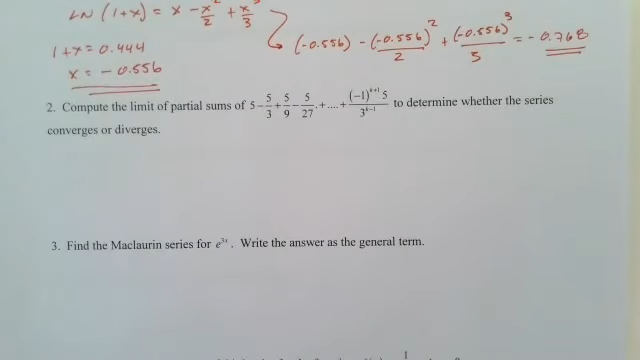 LN (1+x) = x - x²/2 + x³/3
(-0.556) - (-0.556)²/2 + (-0.556)³/3 = -0.768
1+x = 0.444
x = -0.556
2. Compute the limit of partial sums of 5 - 5/3 + 5/9 - 5/27 .+....+ (-1)^(k+1) 5 / 3^(k-1) to determine whether the series
converges or diverges.
3. Find the Maclaurin series for e^(3x). Write the answer as the general term.